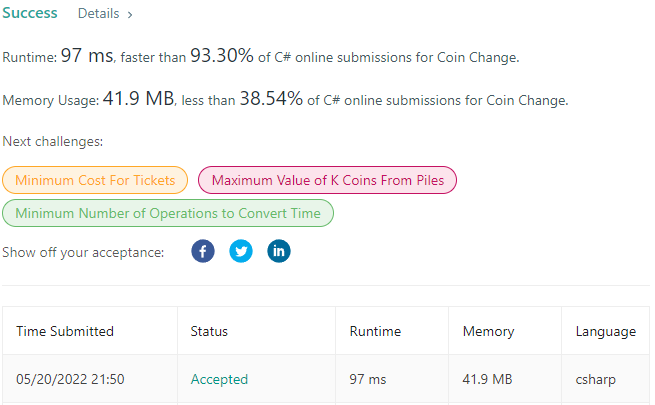 Success Details ›
Runtime: 97 ms, faster than 93.30% of C# online submissions for Coin Change.
Memory Usage: 41.9 MB, less than 38.54% of C# online submissions for Coin Change.
Next challenges:
Minimum Cost For Tickets Maximum Value of K Coins From Piles
Minimum Number of Operations to Convert Time
Show off your acceptance:
Time Submitted Status Runtime Memory Language
05/20/2022 21:50 Accepted 97 ms 41.9 MB csharp